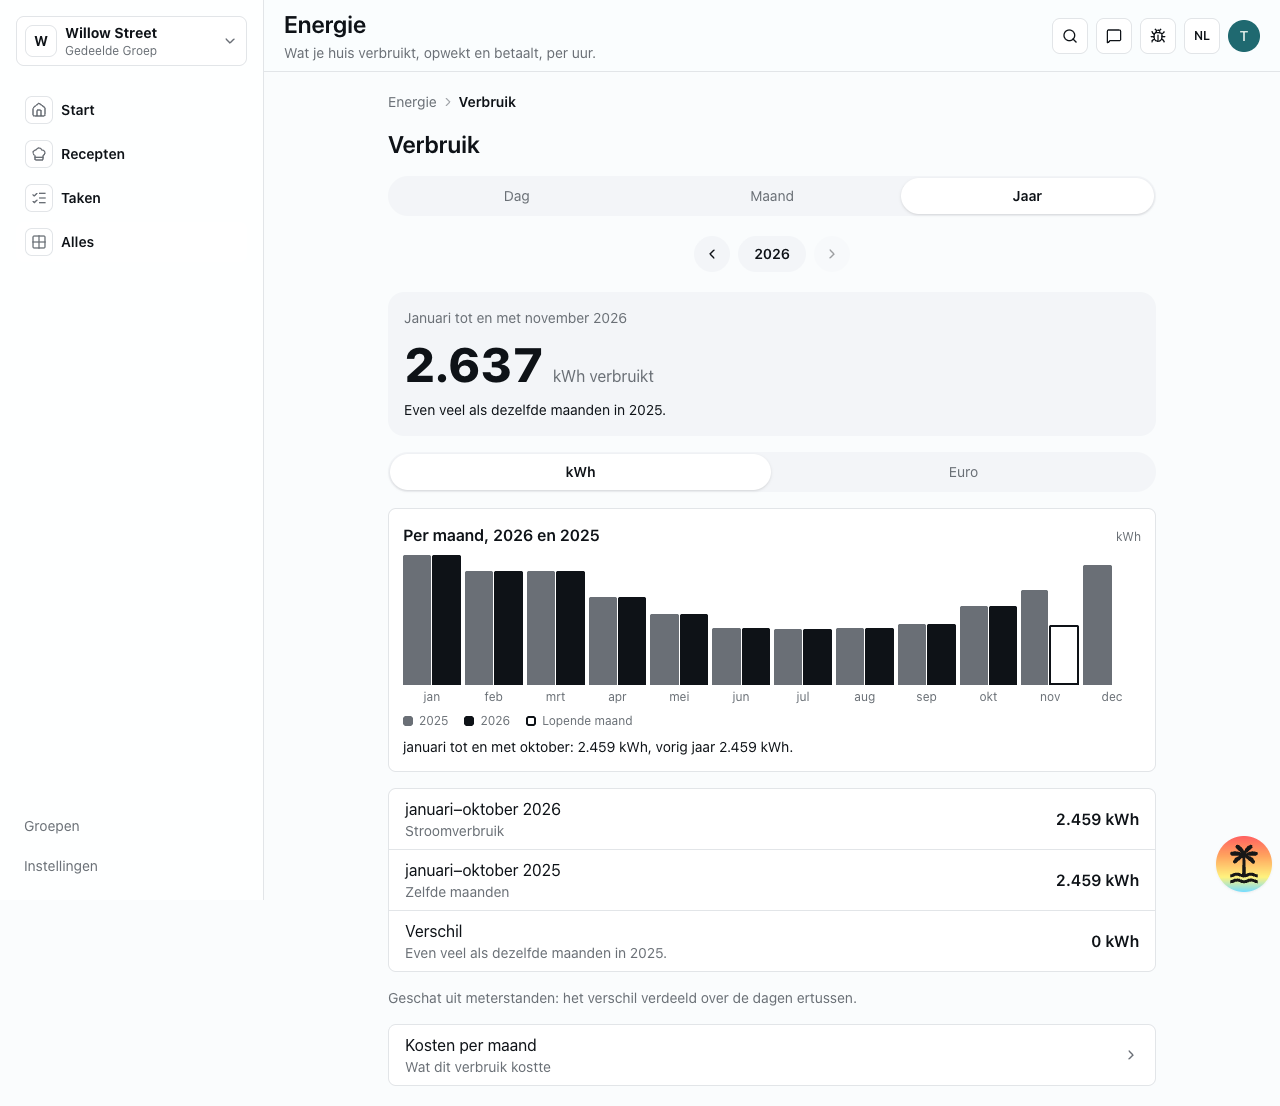 W
Willow Street
Gedeelde Groep
Start
Recepten
Taken
Alles
Groepen
Instellingen
Energie
Wat je huis verbruikt, opwekt en betaalt, per uur.
NL
T
Energie > Verbruik
Verbruik
Dag Maand Jaar
2026
Januari tot en met november 2026
2.637 kWh verbruikt
Even veel als dezelfde maanden in 2025.
kWh Euro
Per maand, 2026 en 2025 kWh
jan feb mrt apr mei jun jul aug sep okt nov dec
2025 2026 Lopende maand
januari tot en met oktober: 2.459 kWh, vorig jaar 2.459 kWh.
januari–oktober 2026
Stroomverbruik
2.459 kWh
januari–oktober 2025
Zelfde maanden
2.459 kWh
Verschil
Even veel als dezelfde maanden in 2025.
0 kWh
Geschat uit meterstanden: het verschil verdeeld over de dagen ertussen.
Kosten per maand
Wat dit verbruik kostte